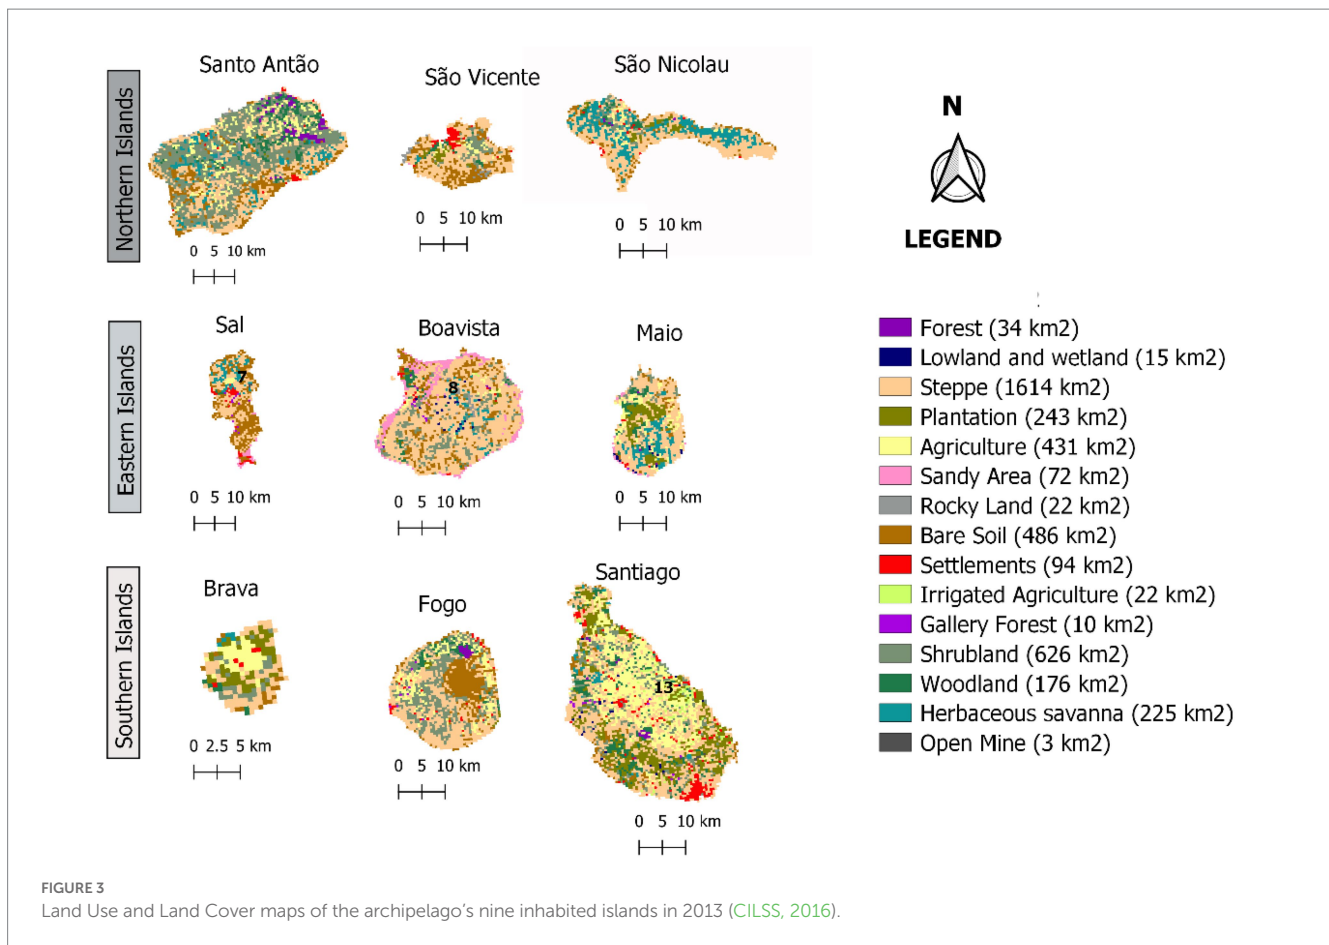 Northern Islands
Santo Antão
São Vicente
São Nicolau
0 5 10 km
0 5 10 km
0 5 10 km
N
LEGEND
Eastern Islands
Sal
Boavista
Maio
7
8
0 5 10 km
0 5 10 km
0 5 10 km
Southern Islands
Brava
Fogo
Santiago
13
0 2.5 5 km
0 5 10 km
0 5 10 km
Forest (34 km2)
Lowland and wetland (15 km2)
Steppe (1614 km2)
Plantation (243 km2)
Agriculture (431 km2)
Sandy Area (72 km2)
Rocky Land (22 km2)
Bare Soil (486 km2)
Settlements (94 km2)
Irrigated Agriculture (22 km2)
Gallery Forest (10 km2)
Shrubland (626 km2)
Woodland (176 km2)
Herbaceous savanna (225 km2)
Open Mine (3 km2)
FIGURE 3
Land Use and Land Cover maps of the archipelago's nine inhabited islands in 2013 (CILSS, 2016).